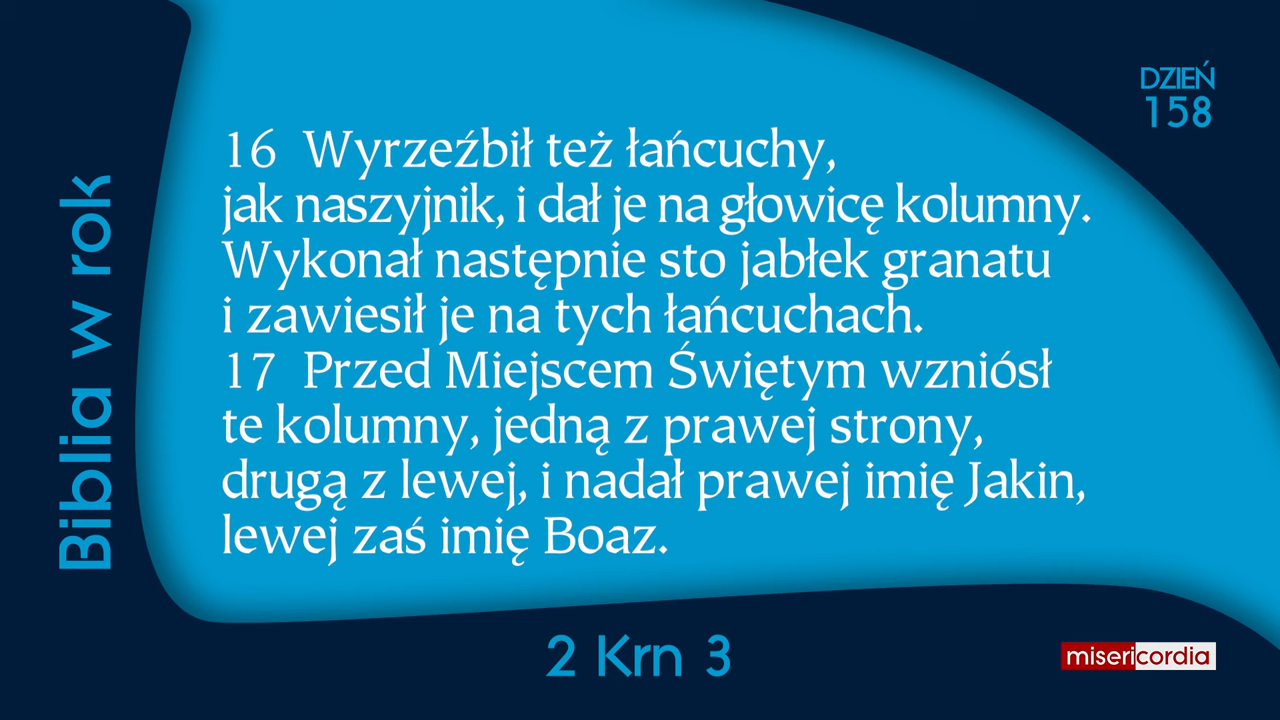 DZIEŃ
158
16 Wyrzeźbił też łańcuchy,
jak naszyjnik, i dał je na głowicę kolumny.
Wykonał następnie sto jabłek granatu
i zawiesił je na tych łańcuchach.
17 Przed Miejscem Świętym wzniósł
te kolumny, jedną z prawej strony,
drugą z lewej, i nadał prawej imię Jakin,
lewej zaś imię Boaz.
Biblia w rok
2 Krn 3
misericordia